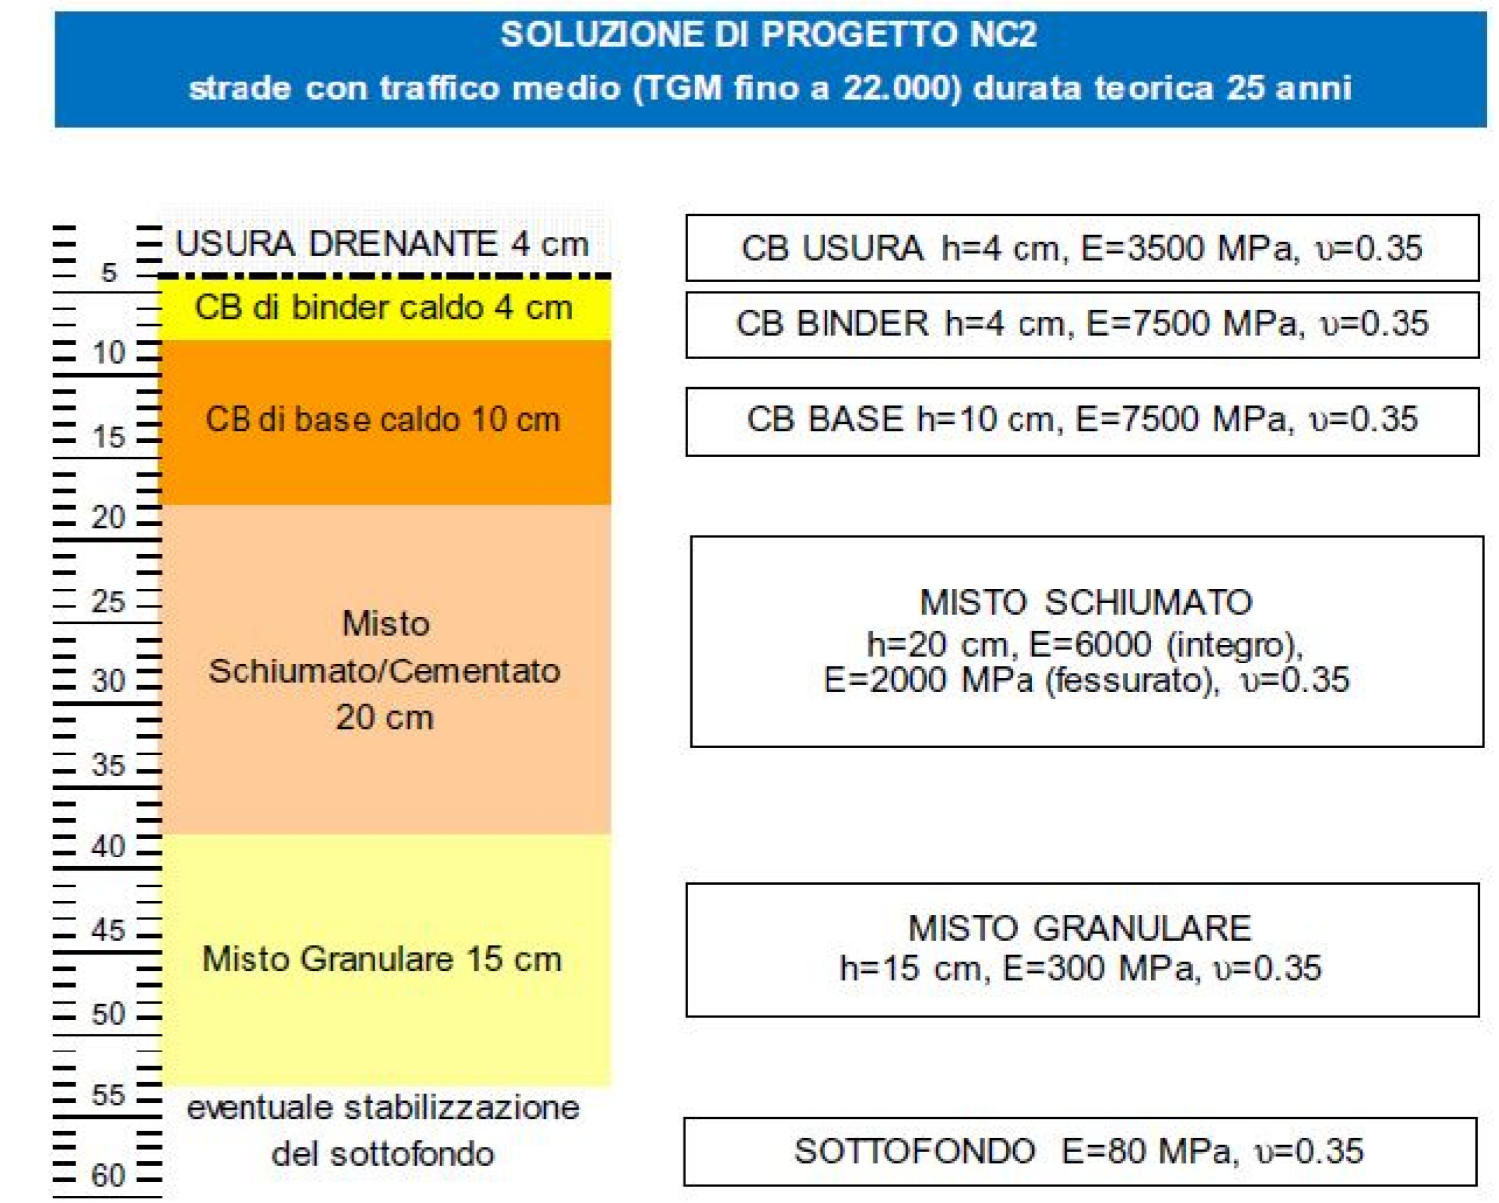 SOLUZIONE DI PROGETTO NC2
strade con traffico medio (TGM fino a 22.000) durata teorica 25 anni
USURA DRENANTE 4 cm
CB USURA h=4 cm, E=3500 MPa, υ=0.35
5
CB di binder caldo 4 cm
CB BINDER h=4 cm, E=7500 MPa, υ=0.35
10
CB di base caldo 10 cm
CB BASE h=10 cm, E=7500 MPa, υ=0.35
15
20
25
Misto
Schiumato/Cementato
20 cm
MISTO SCHIUMATO
h=20 cm, E=6000 (integro),
E=2000 MPa (fessurato), υ=0.35
30
35
40
45
Misto Granulare 15 cm
MISTO GRANULARE
h=15 cm, E=300 MPa, υ=0.35
50
55
eventuale stabilizzazione
del sottofondo
SOTTOFONDO E=80 MPa, υ=0.35
60